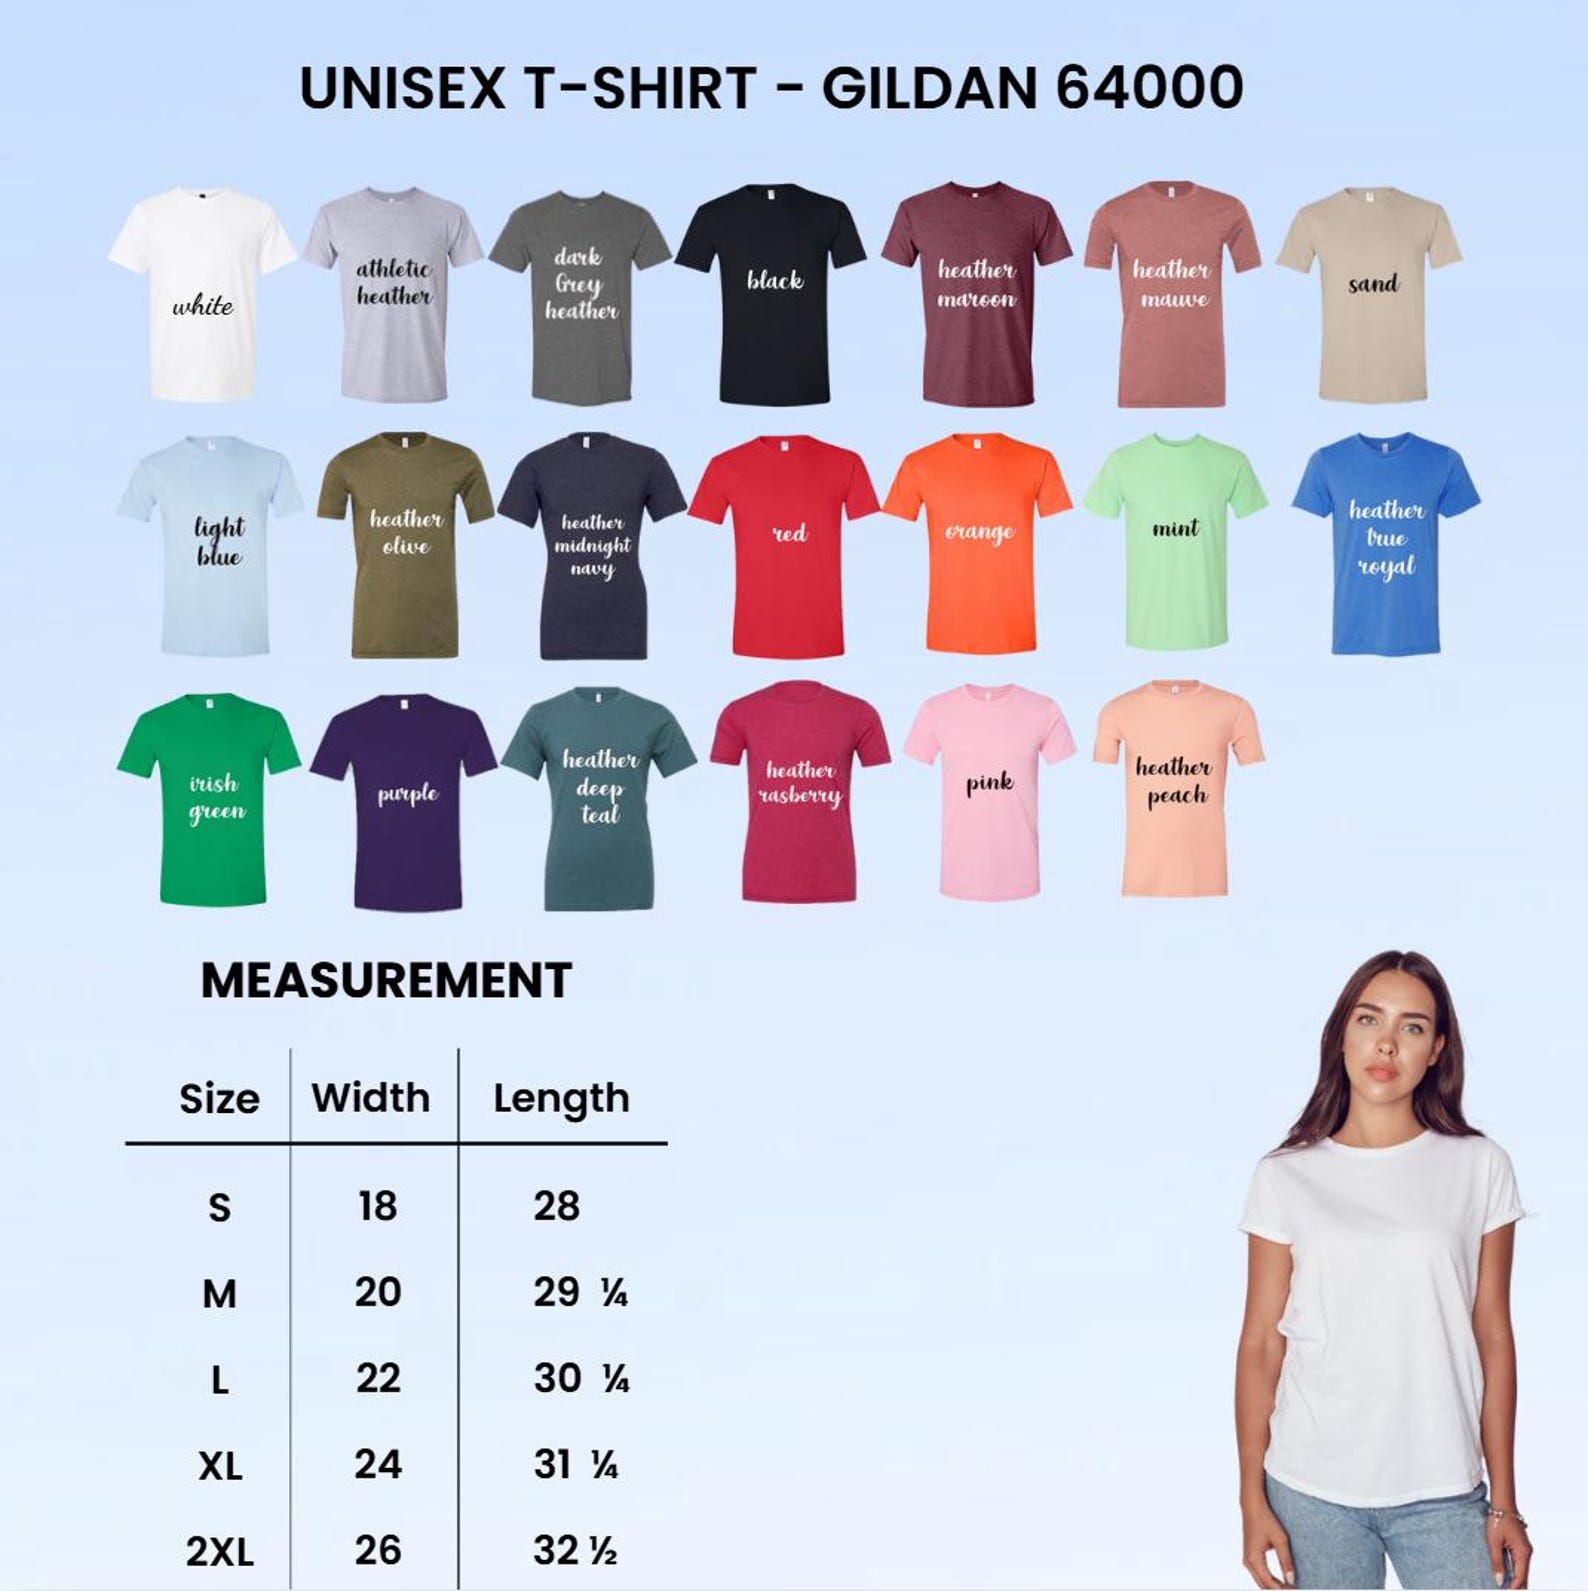 UNISEX T-SHIRT - GILDAN 64000
white
athletic
heather
dark
Grey
heather
black
heather
maroon
heather
mauve
sand
light
blue
heather
olive
heather
midnight
navy
red
orange
mint
heather
true
royal
irish
green
purple
heather
deep
teal
heather
rasberry
pink
heather
peach
MEASUREMENT
Size Width Length
S 18 28
M 20 29 ¼
L 22 30 ¼
XL 24 31 ¼
2XL 26 32 ½